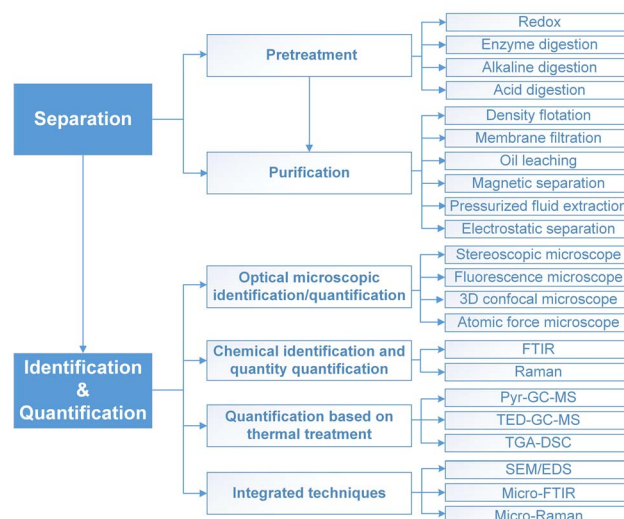 Separation
Pretreatment
Redox
Enzyme digestion
Alkaline digestion
Acid digestion
Purification
Density flotation
Membrane filtration
Oil leaching
Magnetic separation
Pressurized fluid extraction
Electrostatic separation
Identification
&
Quantification
Optical microscopic
identification/quantification
Stereoscopic microscope
Fluorescence microscope
3D confocal microscope
Atomic force microscope
Chemical identification and
quantity quantification
FTIR
Raman
Quantification based on
thermal treatment
Pyr-GC-MS
TED-GC-MS
TGA-DSC
Integrated techniques
SEM/EDS
Micro-FTIR
Micro-Raman